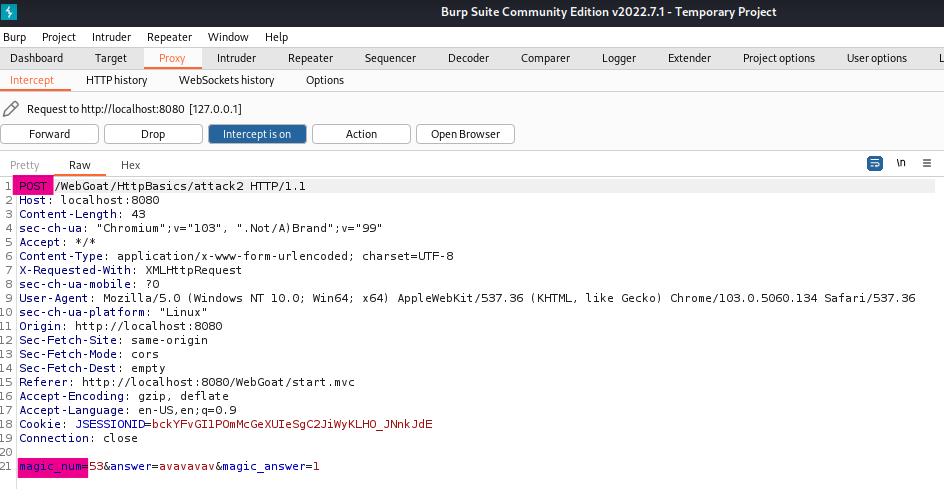 Burp Suite Community Edition v2022.7.1 - Temporary Project
Burp Project Intruder Repeater Window Help
Dashboard Target Proxy Intruder Repeater Sequencer Decoder Comparer Logger Extender Project options User options L
Intercept HTTP history WebSockets history Options
Request to http://localhost:8080 [127.0.0.1]
Forward Drop Intercept is on Action Open Browser
Pretty Raw Hex \n
1 POST /WebGoat/HttpBasics/attack2 HTTP/1.1
2 Host: localhost:8080
3 Content-Length: 43
4 sec-ch-ua: "Chromium";v="103", ".Not/A)Brand";v="99"
5 Accept: */*
6 Content-Type: application/x-www-form-urlencoded; charset=UTF-8
7 X-Requested-With: XMLHttpRequest
8 sec-ch-ua-mobile: ?0
9 User-Agent: Mozilla/5.0 (Windows NT 10.0; Win64; x64) AppleWebKit/537.36 (KHTML, like Gecko) Chrome/103.0.5060.134 Safari/537.36
10 sec-ch-ua-platform: "Linux"
11 Origin: http://localhost:8080
12 Sec-Fetch-Site: same-origin
13 Sec-Fetch-Mode: cors
14 Sec-Fetch-Dest: empty
15 Referer: http://localhost:8080/WebGoat/start.mvc
16 Accept-Encoding: gzip, deflate
17 Accept-Language: en-US,en;q=0.9
18 Cookie: JSESSIONID=bckYFvGI1POmMcGeXUIeSgC2JiWyKLHO_JNnkJdE
19 Connection: close
20
21 magic_num=53&answer=avavavav&magic_answer=1